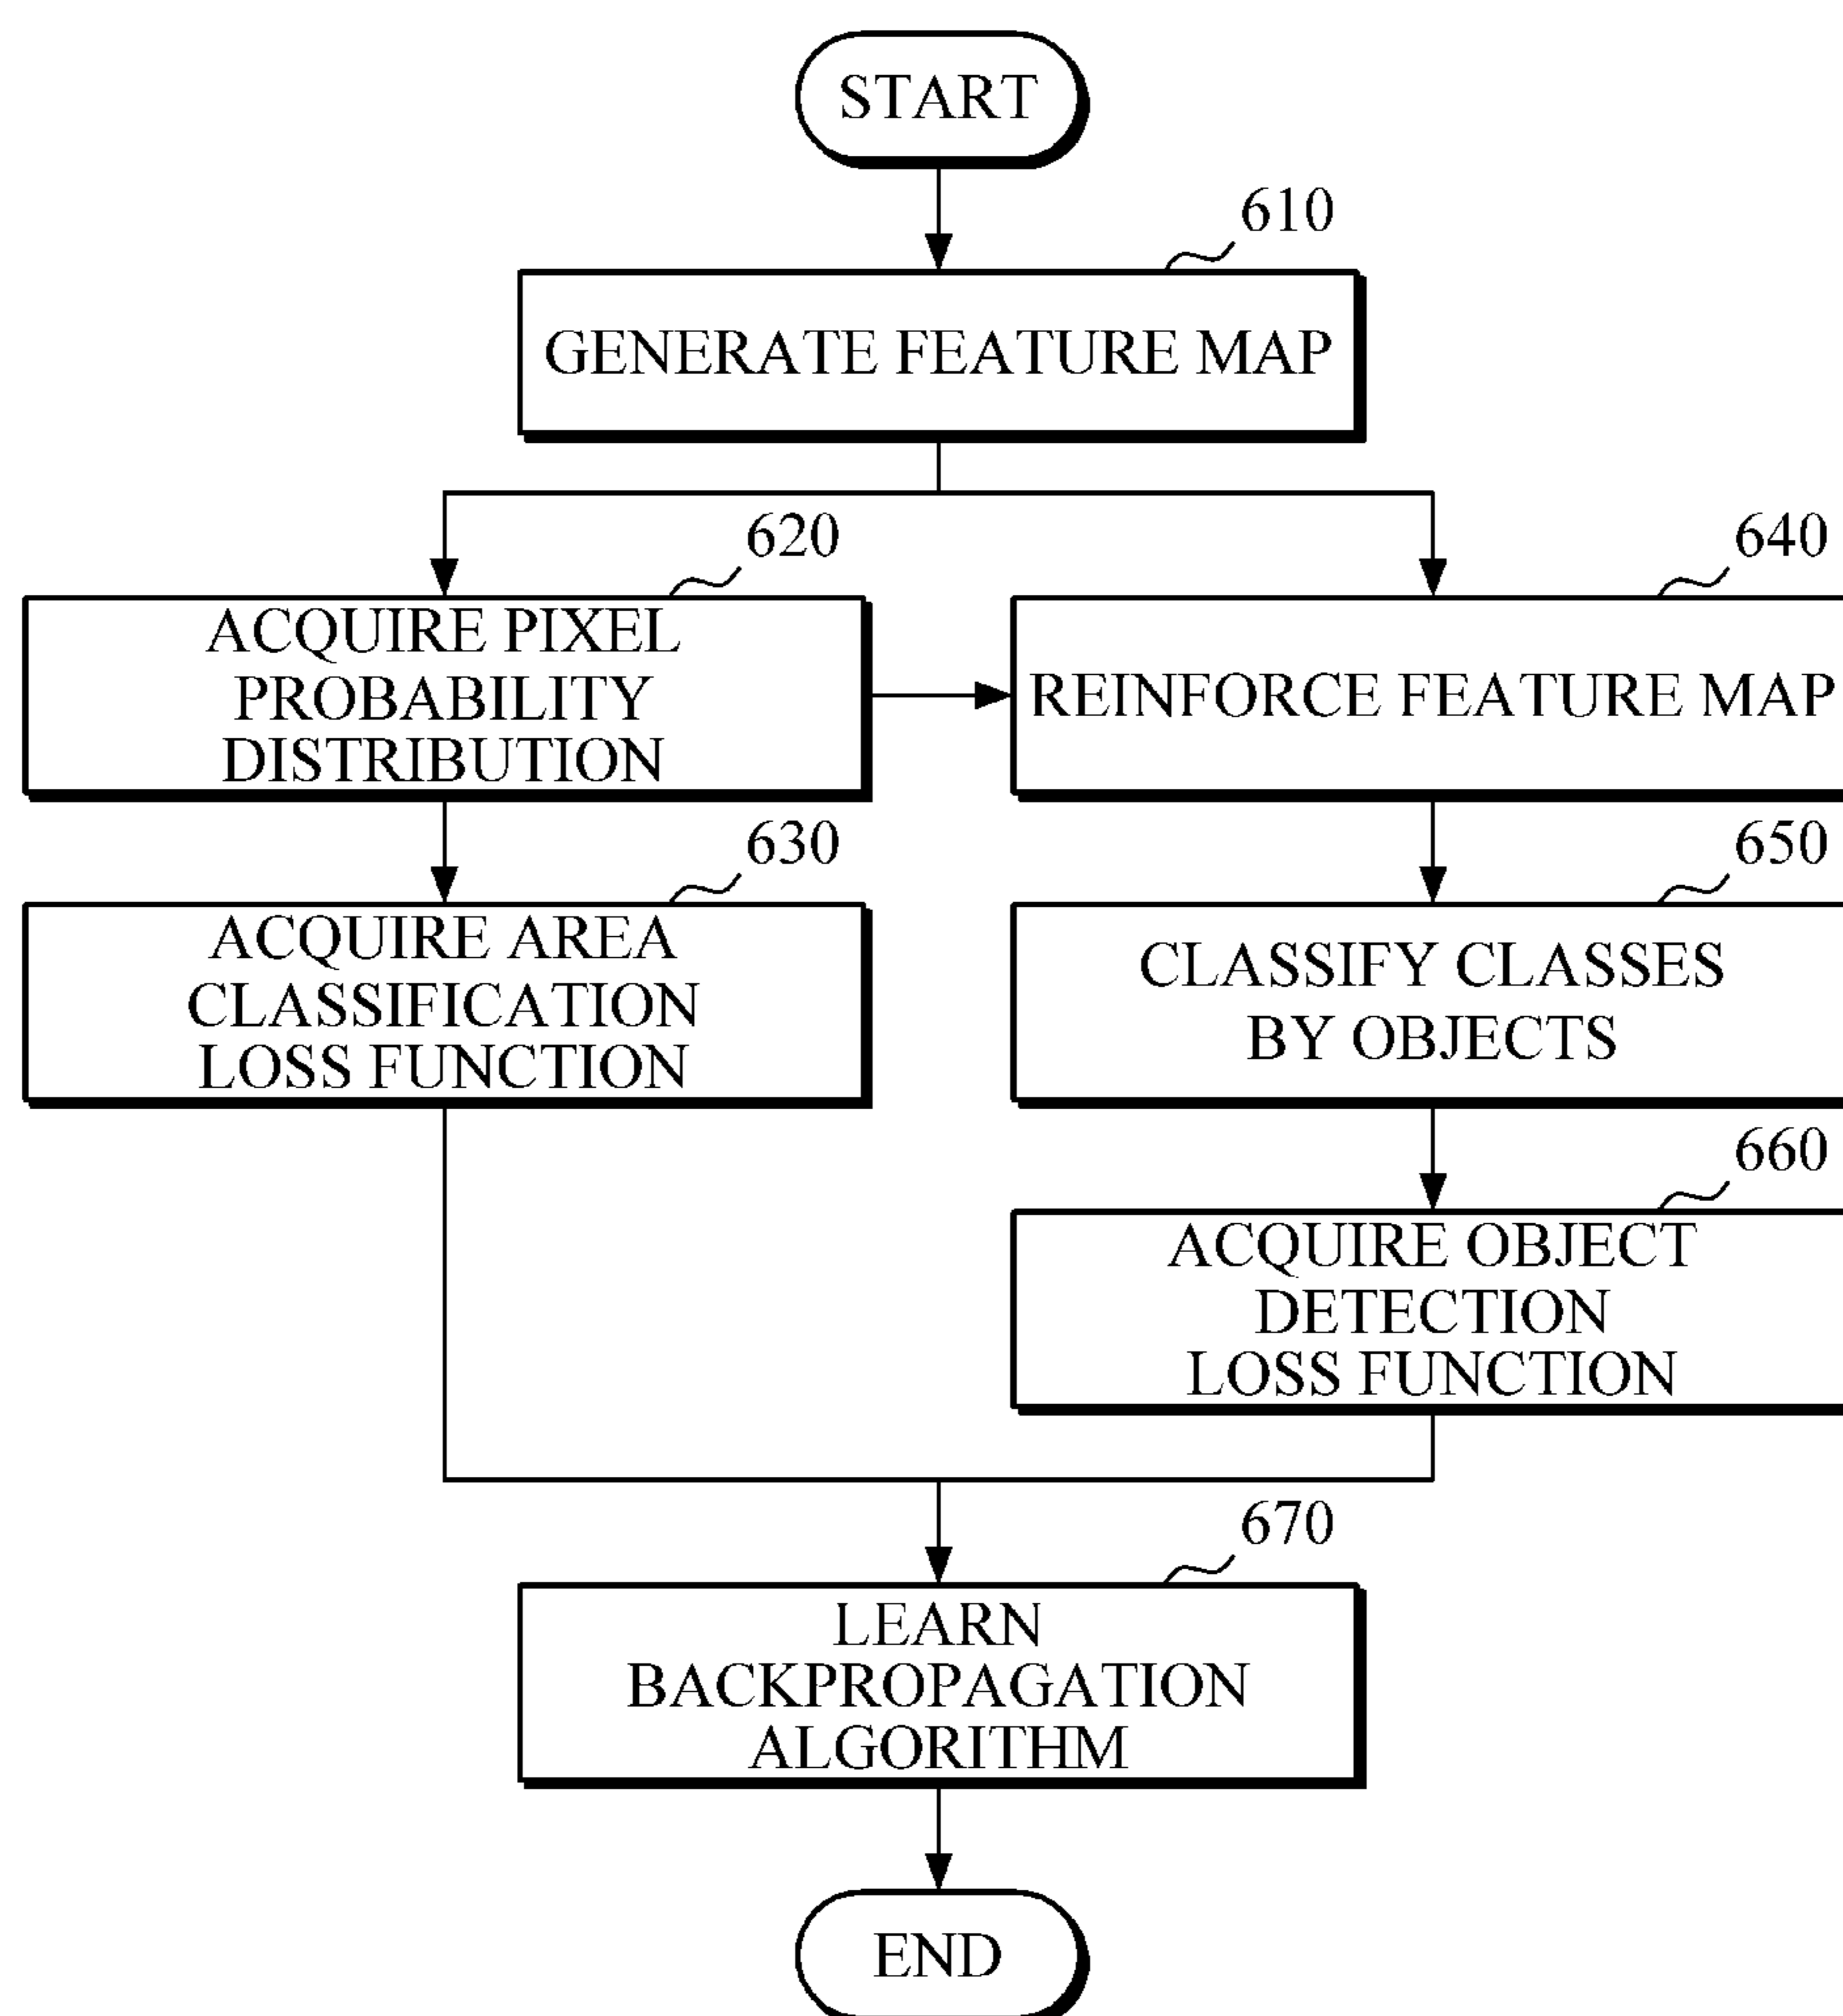 START
610
GENERATE FEATURE MAP
620
ACQUIRE PIXEL
PROBABILITY
DISTRIBUTION
640
REINFORCE FEATURE MAP
630
ACQUIRE AREA
CLASSIFICATION
LOSS FUNCTION
650
CLASSIFY CLASSES
BY OBJECTS
660
ACQUIRE OBJECT
DETECTION
LOSS FUNCTION
670
LEARN
BACKPROPAGATION
ALGORITHM
END